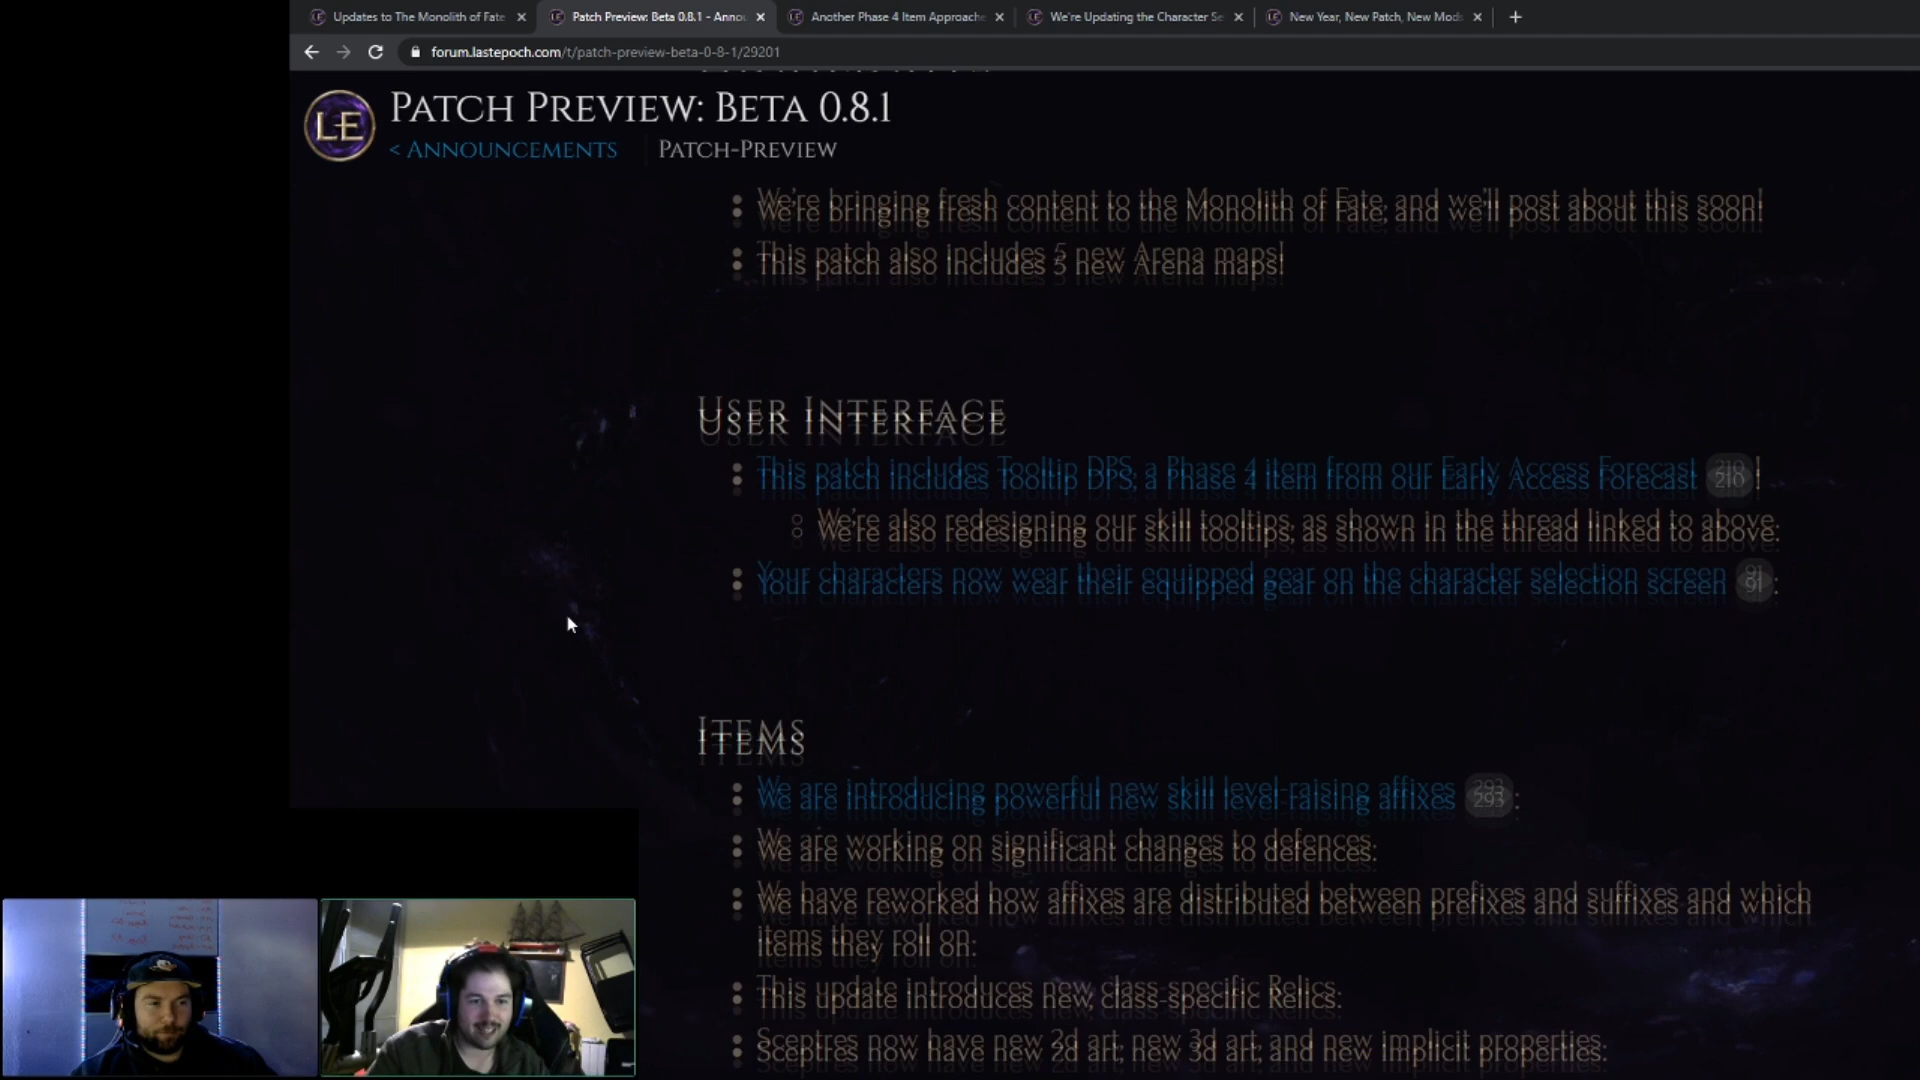 Updates to The Monolith of Fate
Patch Preview: Beta 0.8.1 - Annou
Another Phase 4 Item Approache
We're Updating the Character Se
New Year, New Patch, New Mods
forum.lastepoch.com/t/patch-preview-beta-0-8-1/29201
LE
Patch Preview: Beta 0.8.1
< Announcements
Patch-Preview
We're bringing fresh content to the Monolith of Fate, and we'll post about this soon!
This patch also includes 5 new Arena maps!
User Interface
This patch includes Tooltip DPS, a Phase 4 item from our Early Access Forecast 210 !
We're also redesigning our skill tooltips, as shown in the thread linked to above:
Your characters now wear their equipped gear on the character selection screen 91 :
Items
We are introducing powerful new skill level-raising affixes 293 :
We are working on significant changes to defences:
We have reworked how affixes are distributed between prefixes and suffixes and which
items they roll on:
This update introduces new, class-specific Relics:
Sceptres now have new 2d art, new 3d art, and new implicit properties: